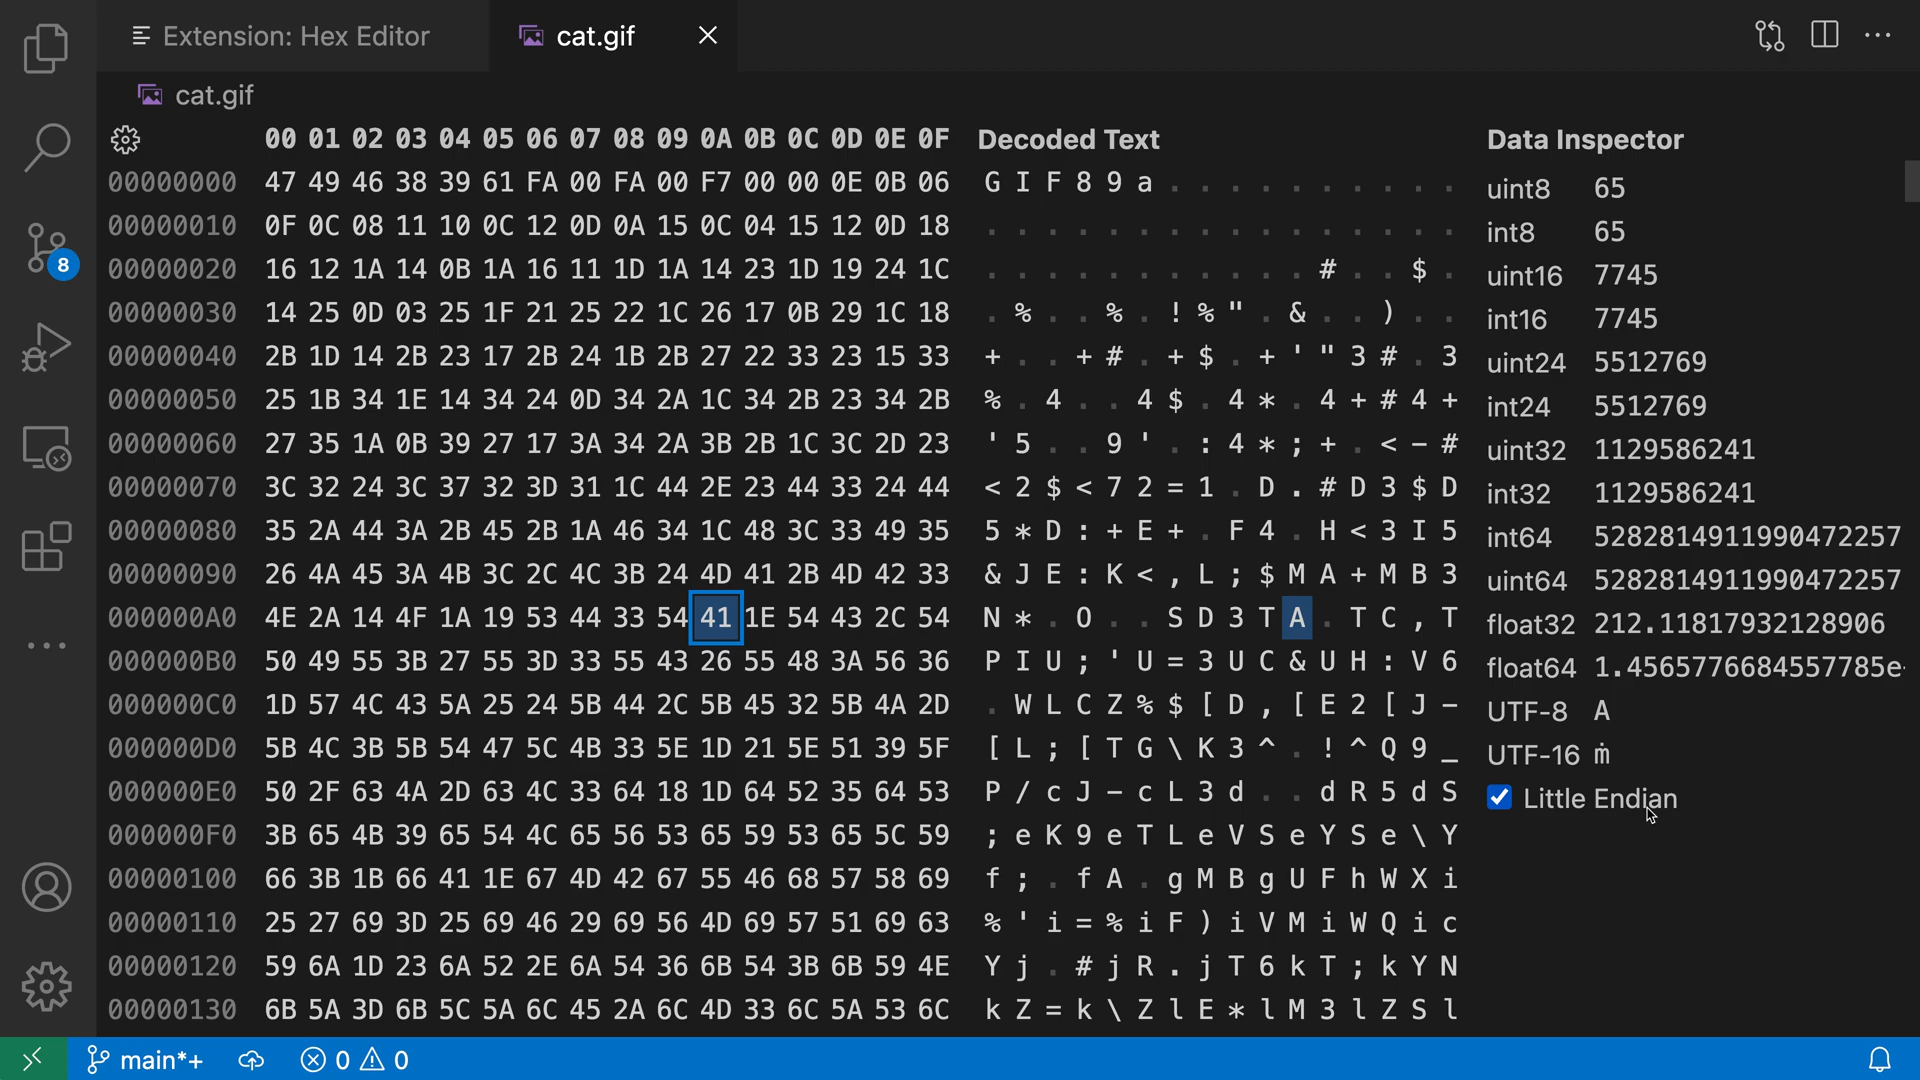 Extension: Hex Editor cat.gif
cat.gif
00 01 02 03 04 05 06 07 08 09 0A 0B 0C 0D 0E 0F Decoded Text Data Inspector
00000000 47 49 46 38 39 61 FA 00 FA 00 F7 00 00 0E 0B 06 G I F 8 9 a . . . . . . . . . . uint8 65
00000010 0F 0C 08 11 10 0C 12 0D 0A 15 0C 04 15 12 0D 18 . . . . . . . . . . . . . . . . int8 65
00000020 16 12 1A 14 0B 1A 16 11 1D 1A 14 23 1D 19 24 1C . . . . . . . . . . . # . . $ . uint16 7745
00000030 14 25 0D 03 25 1F 21 25 22 1C 26 17 0B 29 1C 18 . % . . % . ! % " . & . . ) . . int16 7745
00000040 2B 1D 14 2B 23 17 2B 24 1B 2B 27 22 33 23 15 33 + . . + # . + $ . + ' " 3 # . 3 uint24 5512769
00000050 25 1B 34 1E 14 34 24 0D 34 2A 1C 34 2B 23 34 2B % . 4 . . 4 $ . 4 * . 4 + # 4 + int24 5512769
00000060 27 35 1A 0B 39 27 17 3A 34 2A 3B 2B 1C 3C 2D 23 ' 5 . . 9 ' . : 4 * ; + . < - # uint32 1129586241
00000070 3C 32 24 3C 37 32 3D 31 1C 44 2E 23 44 33 24 44 < 2 $ < 7 2 = 1 . D . # D 3 $ D int32 1129586241
00000080 35 2A 44 3A 2B 45 2B 1A 46 34 1C 48 3C 33 49 35 5 * D : + E + . F 4 . H < 3 I 5 int64 5282814911990472257
00000090 26 4A 45 3A 4B 3C 2C 4C 3B 24 4D 41 2B 4D 42 33 & J E : K < , L ; $ M A + M B 3 uint64 5282814911990472257
000000A0 4E 2A 14 4F 1A 19 53 44 33 54 41 1E 54 43 2C 54 N * . O . . S D 3 T A . T C , T float32 212.11817932128906
000000B0 50 49 55 3B 27 55 3D 33 55 43 26 55 48 3A 56 36 P I U ; ' U = 3 U C & U H : V 6 float64 1.4565776684557785e
000000C0 1D 57 4C 43 5A 25 24 5B 44 2C 5B 45 32 5B 4A 2D . W L C Z % $ [ D , [ E 2 [ J - UTF-8 A
000000D0 5B 4C 3B 5B 54 47 5C 4B 33 5E 1D 21 5E 51 39 5F [ L ; [ T G \ K 3 ^ . ! ^ Q 9 _ UTF-16 ṁ
000000E0 50 2F 63 4A 2D 63 4C 33 64 18 1D 64 52 35 64 53 P / c J - c L 3 d . . d R 5 d S Little Endian
000000F0 3B 65 4B 39 65 54 4C 65 56 53 65 59 53 65 5C 59 ; e K 9 e T L e V S e Y S e \ Y
00000100 66 3B 1B 66 41 1E 67 4D 42 67 55 46 68 57 58 69 f ; . f A . g M B g U F h W X i
00000110 25 27 69 3D 25 69 46 29 69 56 4D 69 57 51 69 63 % ' i = % i F ) i V M i W Q i c
00000120 59 6A 1D 23 6A 52 2E 6A 54 36 6B 54 3B 6B 59 4E Y j . # j R . j T 6 k T ; k Y N
00000130 6B 5A 3D 6B 5C 5A 6C 45 2A 6C 4D 33 6C 5A 53 6C k Z = k \ Z l E * l M 3 l Z S l
8
main*+ 0 0